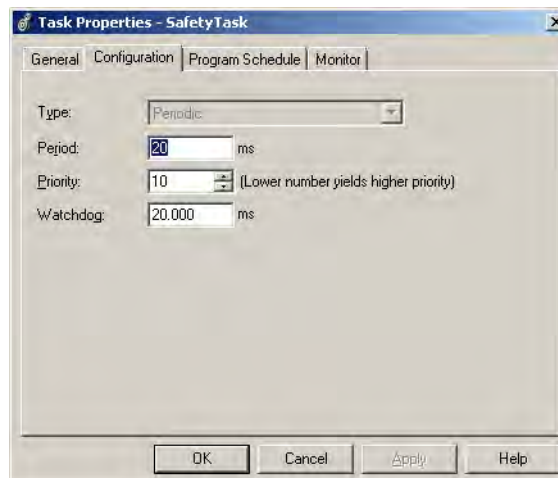 Task Properties - SafetyTask
General Configuration Program Schedule Monitor
Type: Periodic
Period: 20 ms
Priority: 10 (Lower number yields higher priority)
Watchdog: 20.000 ms
OK Cancel Apply Help